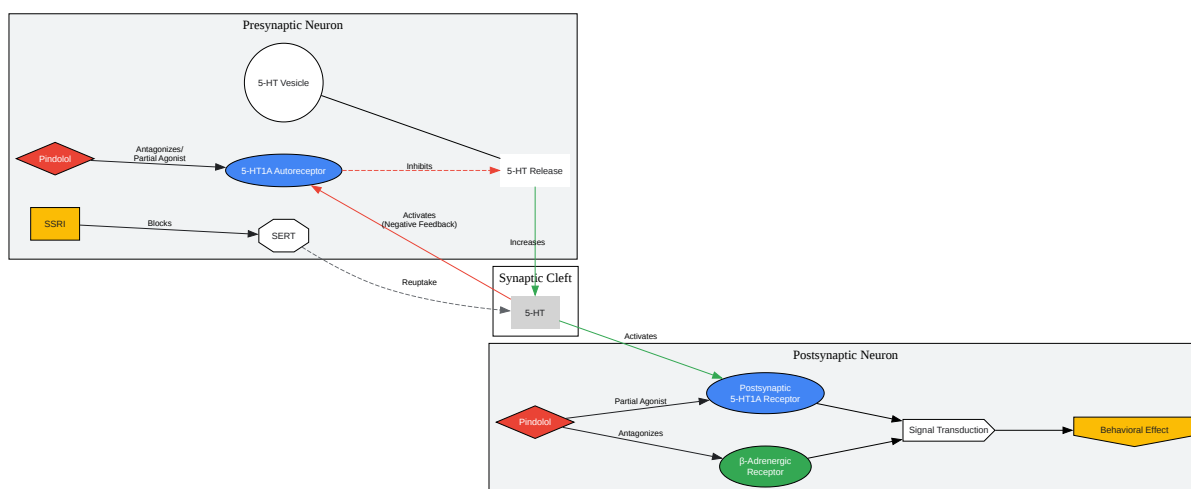 Presynaptic Neuron
5-HT Vesicle
Pindolol
Antagonizes/
Partial Agonist
5-HT1A Autoreceptor
Inhibits
5-HT Release
SSRI
Blocks
SERT
Activates
(Negative Feedback)
Increases
Reuptake
Synaptic Cleft
5-HT
Activates
Postsynaptic Neuron
Pindolol
Partial Agonist
Antagonizes
Postsynaptic
5-HT1A Receptor
β-Adrenergic
Receptor
Signal Transduction
Behavioral Effect